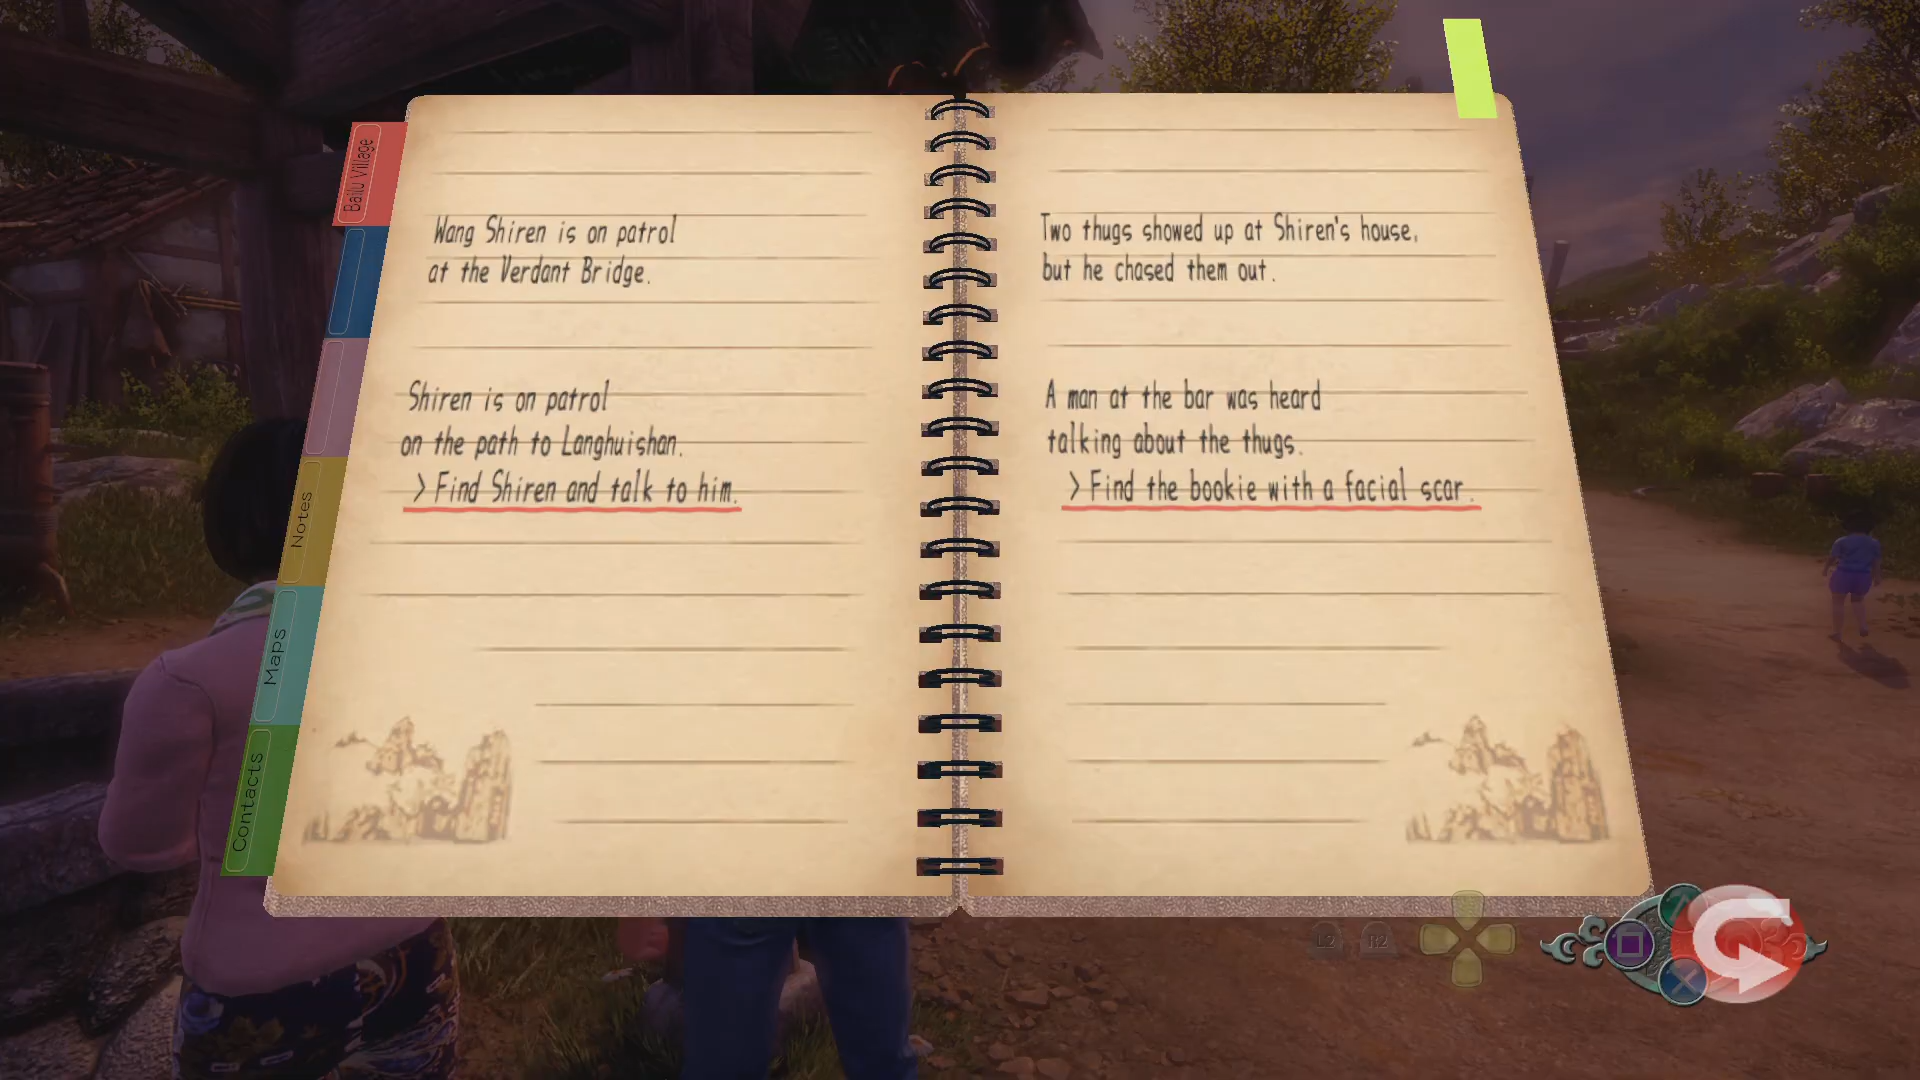 Bailu Village
Notes
Maps
Contacts
Wang Shiren is on patrol
at the Verdant Bridge.
Shiren is on patrol
on the path to Langhuishan.
> Find Shiren and talk to him.
Two thugs showed up at Shiren's house,
but he chased them out.
A man at the bar was heard
talking about the thugs.
> Find the bookie with a facial scar.
L2 R2